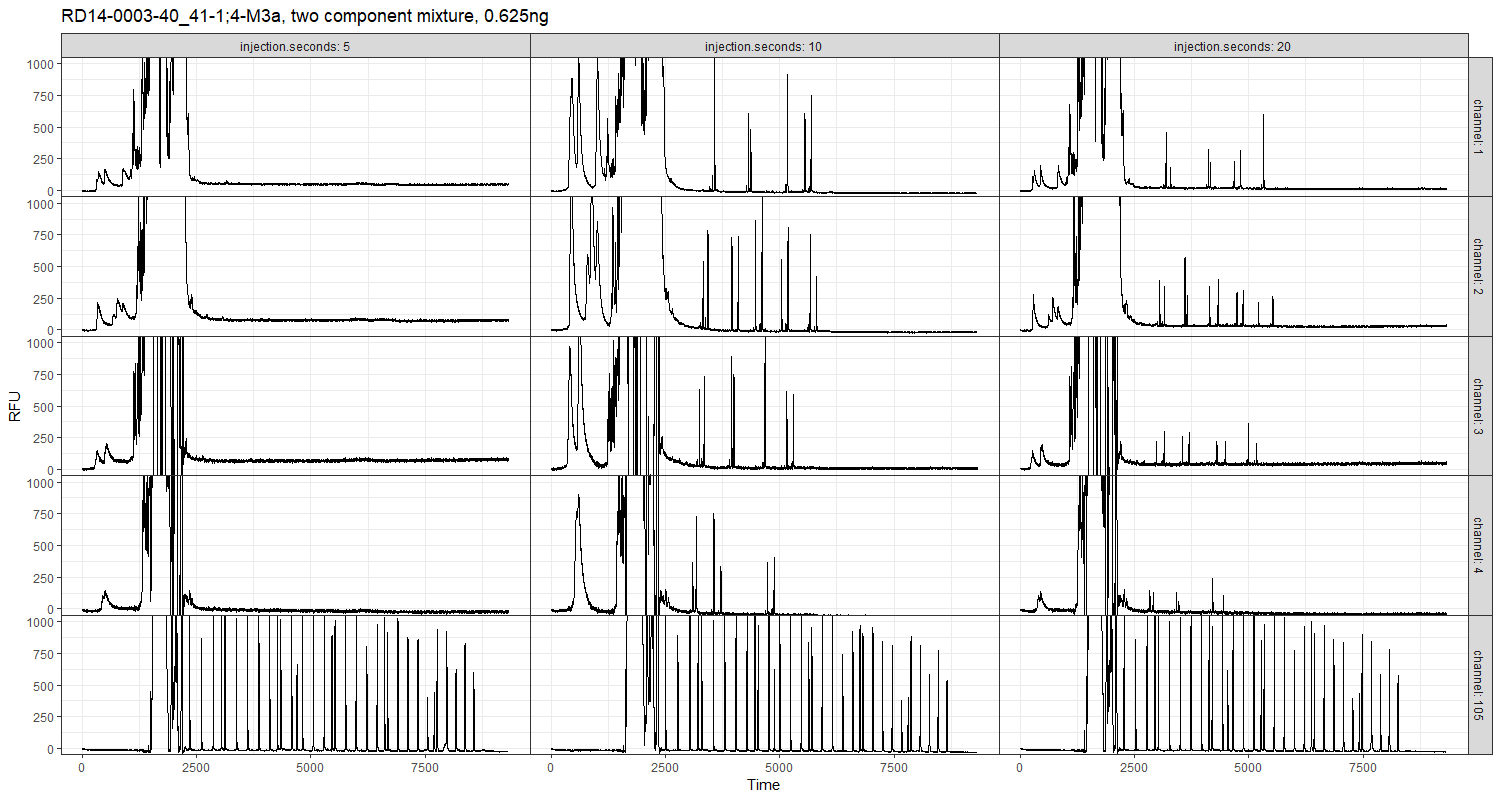 RD14-0003-40_41-1;4-M3a, two component mixture, 0.625ng
injection.seconds: 5
injection.seconds: 10
injection.seconds: 20
1000
750
500
250
0
channel: 1
1000
750
500
250
0
channel: 2
1000
750
500
250
0
channel: 3
1000
750
500
250
0
channel: 4
1000
750
500
250
0
channel: 105
RFU
0 2500 5000 7500
0 2500 5000 7500
0 2500 5000 7500
Time